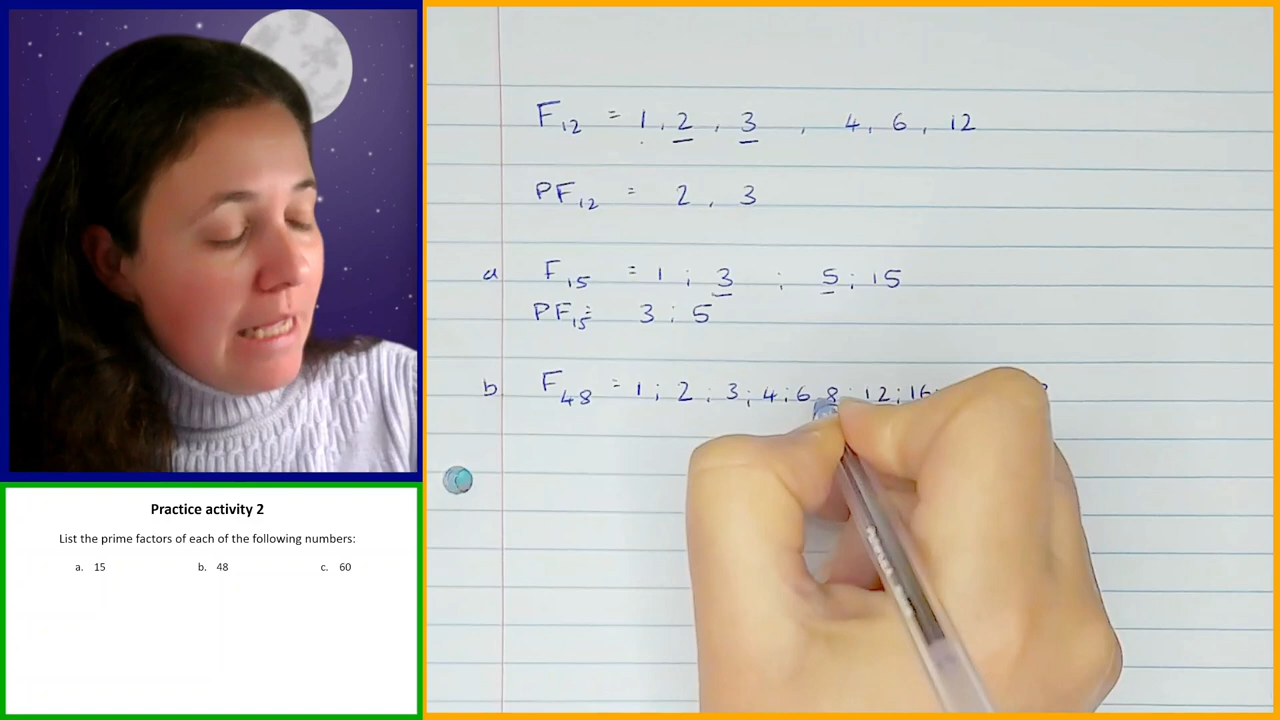 F12 = 1, 2, 3, 4, 6, 12
PF12 = 2, 3
a F15 = 1; 3; 5; 15
PF15= 3; 5
b F48 = 1; 2; 3; 4; 6 8; 12; 16;
Practice activity 2
List the prime factors of each of the following numbers:
a. 15 b. 48 c. 60